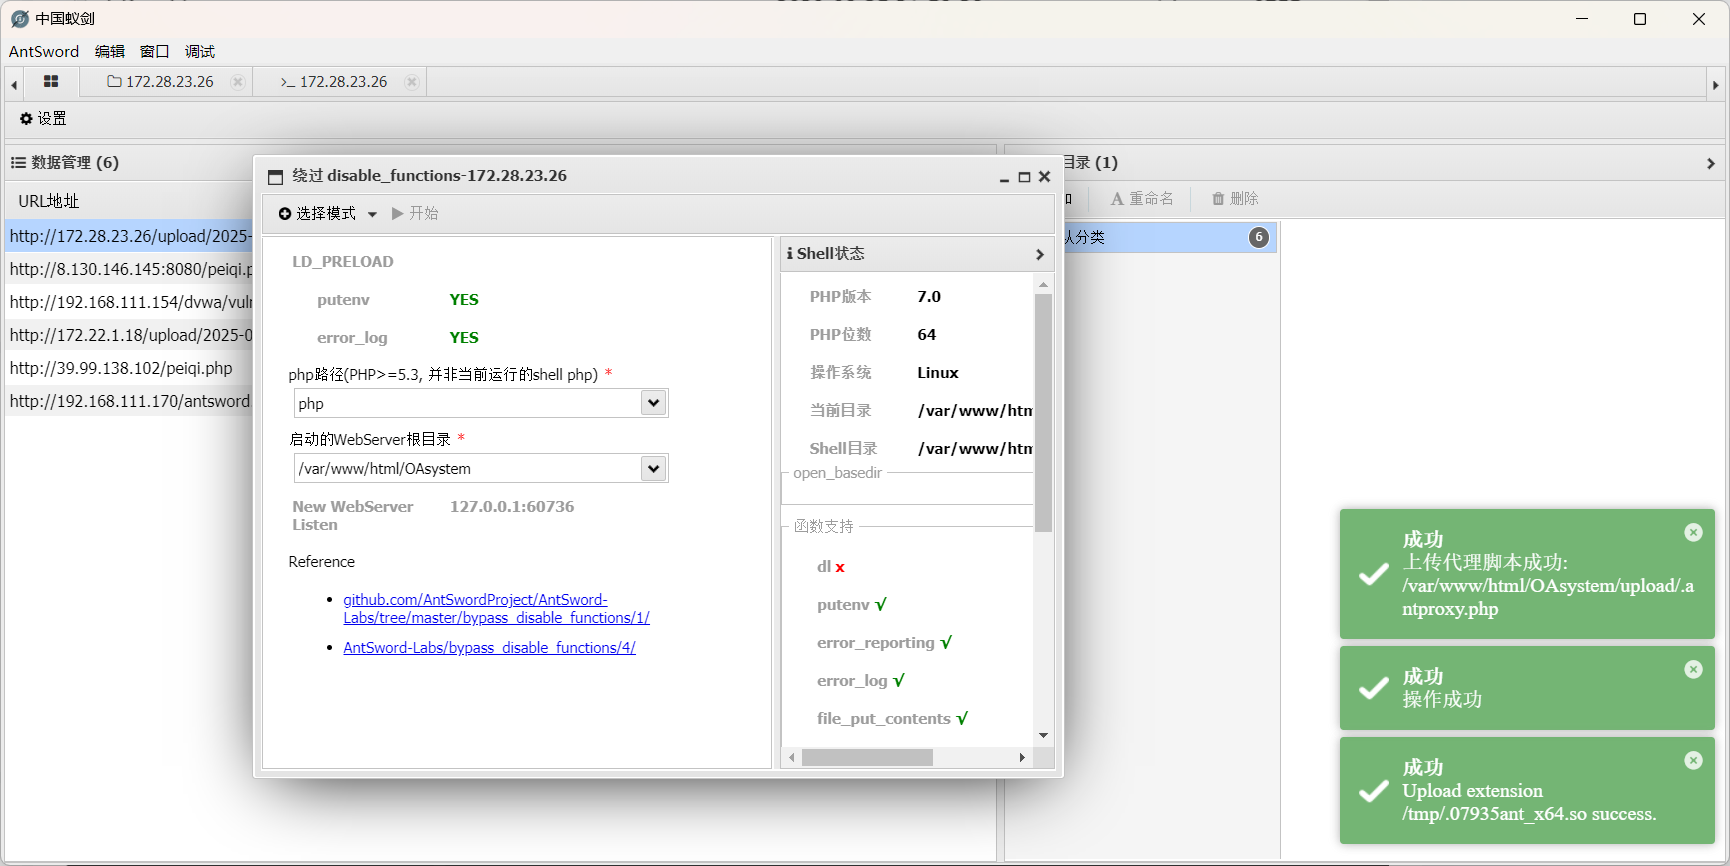 中国蚁剑
AntSword 编辑 窗口 调试
172.28.23.26
>_ 172.28.23.26
设置
数据管理 (6)
URL地址
http://172.28.23.26/upload/2025-
http://8.130.146.145:8080/peiqi.p
http://192.168.111.154/dvwa/vuln
http://172.22.1.18/upload/2025-0
http://39.99.138.102/peiqi.php
http://192.168.111.170/antsword
绕过 disable_functions-172.28.23.26
选择模式 开始
LD_PRELOAD
putenv YES
error_log YES
php路径(PHP>=5.3, 并非当前运行的shell php) *
php
启动的WebServer根目录 *
/var/www/html/OAsystem
New WebServer
Listen
127.0.0.1:60736
Reference
github.com/AntSwordProject/AntSword-
Labs/tree/master/bypass_disable_functions/1/
AntSword-Labs/bypass_disable_functions/4/
Shell状态
PHP版本 7.0
PHP位数 64
操作系统 Linux
当前目录 /var/www/htm
Shell目录 /var/www/htm
open_basedir
函数支持
dl x
putenv √
error_reporting √
error_log √
file_put_contents √
目录 (1)
重命名 删除
认分类 6
成功
上传代理脚本成功:
/var/www/html/OAsystem/upload/.a
ntproxy.php
成功
操作成功
成功
Upload extension
/tmp/.07935ant_x64.so success.